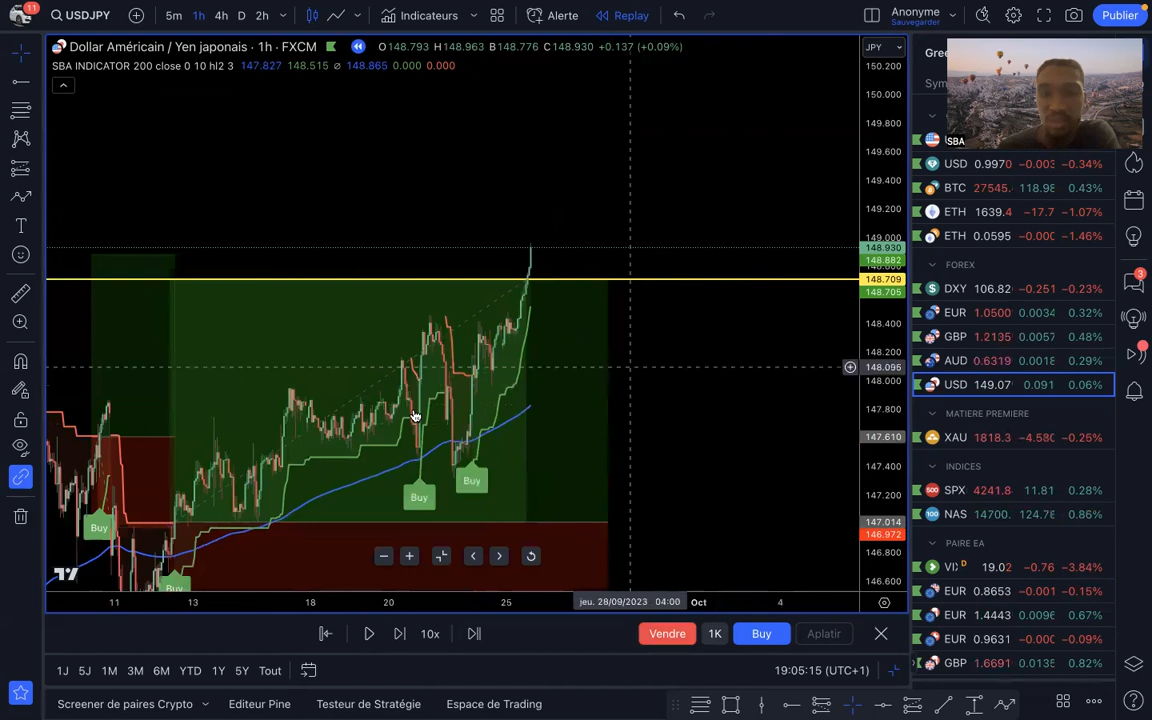 11
USDJPY
5m 1h 4h D 2h
Indicateurs
Alerte
Replay
Anonyme
Sauvegarder
Publier
Dollar Américain / Yen japonais · 1h · FXCM
O148.793 H148.963 B148.776 C148.930 +0.137 (+0.09%)
SBA INDICATOR 200 close 0 10 hl2 3 147.827 148.515 ∅ 148.865 0.000 0.000
JPY
150.200
150.000
149.800
149.600
149.400
149.200
149.000
148.930
148.882
148.709
148.705
148.400
148.200
148.095
148.000
147.800
147.610
147.400
147.200
147.014
146.972
146.800
146.600
Buy
Buy
Buy
Buy
11 13 18 20 25 jeu. 28/09/2023 04:00 Oct 4
SBA
USD 0.9970 −0.003 −0.34%
BTC 27545. 118.98 0.43%
ETH 1639.4 −17.7 −1.07%
ETH 0.0595 −0.000 −1.46%
FOREX
DXY 106.82 −0.251 −0.23%
EUR 1.0500 0.0034 0.32%
GBP 1.2135 0.0057 0.48%
AUD 0.6319 0.0018 0.29%
USD 149.07 0.091 0.06%
MATIERE PREMIERE
XAU 1818.3 −4.580 −0.25%
INDICES
SPX 4241.8 11.81 0.28%
NAS 14700. 124.78 0.86%
PAIRE EA
VIX D 19.02 −0.76 −3.84%
EUR 0.8653 −0.001 −0.15%
EUR 1.4443 0.0096 0.67%
EUR 0.9631 −0.000 −0.09%
GBP 1.6691 0.0135 0.82%
3
10x
Vendre 1K Buy Aplatir
1J 5J 1M 3M 6M YTD 1Y 5Y Tout
19:05:15 (UTC+1)
Screener de paires Crypto
Editeur Pine
Testeur de Stratégie
Espace de Trading